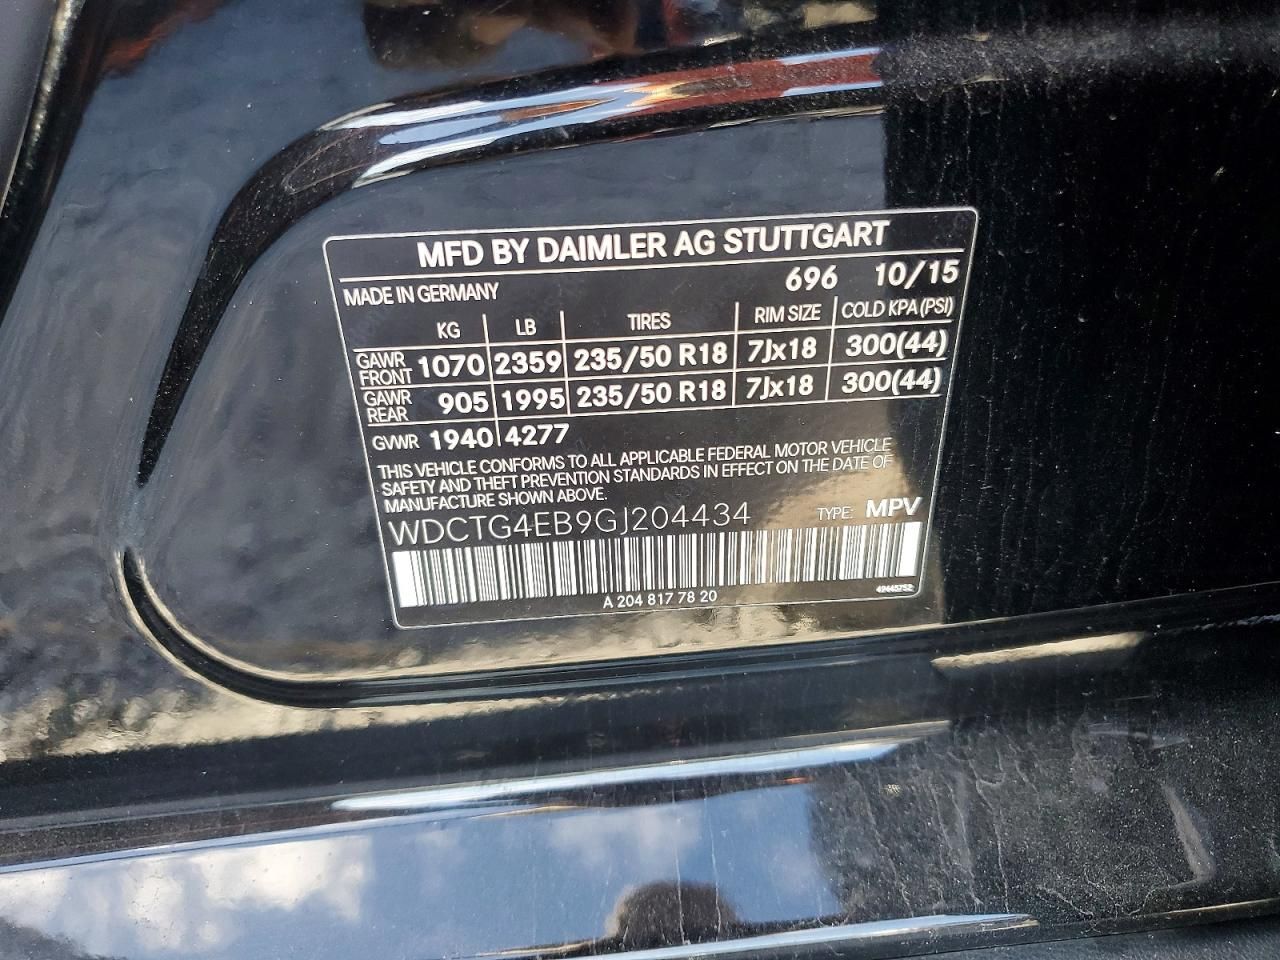 MFD BY DAIMLER AG STUTTGART
696 10/15
MADE IN GERMANY
KG LB TIRES RIM SIZE COLD KPA (PSI)
GAWR FRONT 1070 2359 235/50 R18 7Jx18 300(44)
GAWR REAR 905 1995 235/50 R18 7Jx18 300(44)
GVWR 1940 4277
THIS VEHICLE CONFORMS TO ALL APPLICABLE FEDERAL MOTOR VEHICLE
SAFETY AND THEFT PREVENTION STANDARDS IN EFFECT ON THE DATE OF
MANUFACTURE SHOWN ABOVE.
WDCTG4EB9GJ204434 TYPE: MPV
A 204 817 78 20